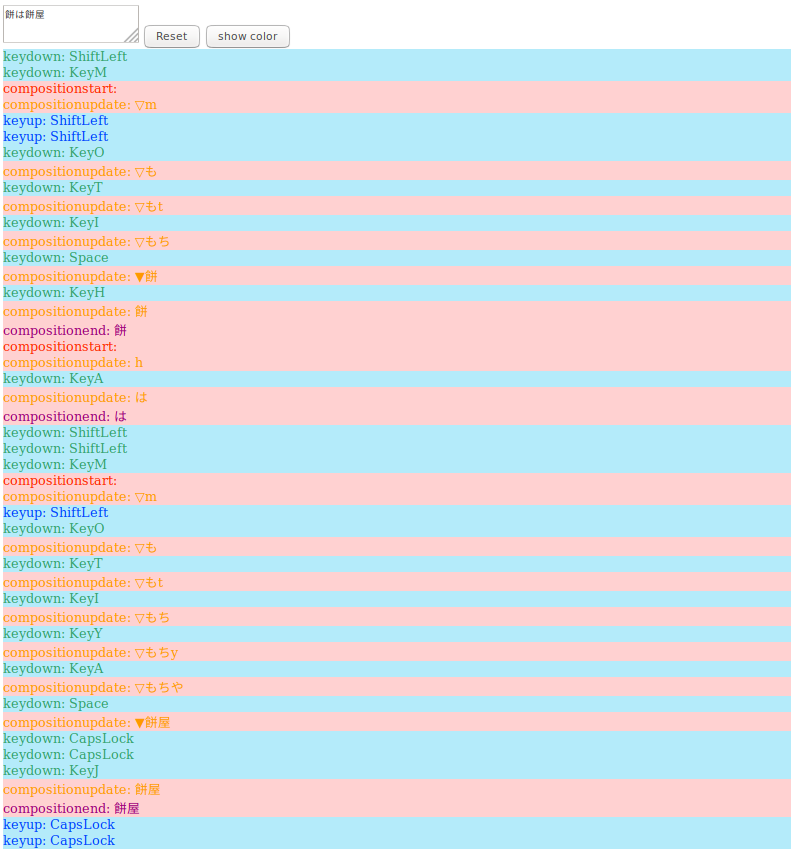 餅は餅屋
Reset show color
keydown: ShiftLeft
keydown: KeyM
compositionstart:
compositionupdate: ▽m
keyup: ShiftLeft
keyup: ShiftLeft
keydown: KeyO
compositionupdate: ▽も
keydown: KeyT
compositionupdate: ▽もt
keydown: KeyI
compositionupdate: ▽もち
keydown: Space
compositionupdate: ▼餅
keydown: KeyH
compositionupdate: 餅
compositionend: 餅
compositionstart:
compositionupdate: h
keydown: KeyA
compositionupdate: は
compositionend: は
keydown: ShiftLeft
keydown: ShiftLeft
keydown: KeyM
compositionstart:
compositionupdate: ▽m
keyup: ShiftLeft
keydown: KeyO
compositionupdate: ▽も
keydown: KeyT
compositionupdate: ▽もt
keydown: KeyI
compositionupdate: ▽もち
keydown: KeyY
compositionupdate: ▽もちy
keydown: KeyA
compositionupdate: ▽もちや
keydown: Space
compositionupdate: ▼餅屋
keydown: CapsLock
keydown: CapsLock
keydown: KeyJ
compositionupdate: 餅屋
compositionend: 餅屋
keyup: CapsLock
keyup: CapsLock